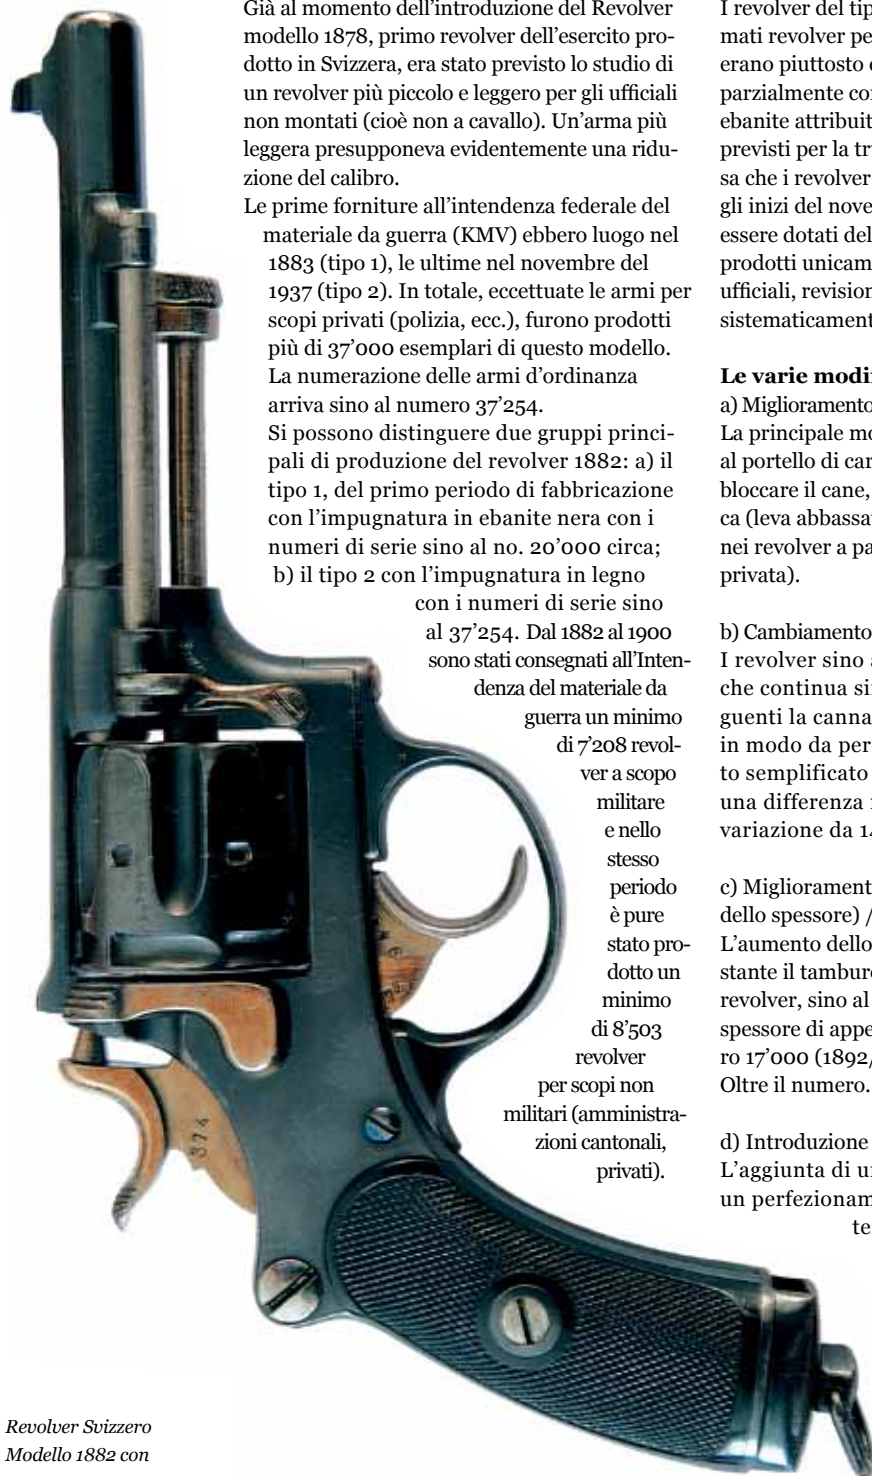 Già al momento dell'introduzione del Revolver
modello 1878, primo revolver dell'esercito pro-
dotto in Svizzera, era stato previsto lo studio di
un revolver più piccolo e leggero per gli ufficiali
non montati (cioè non a cavallo). Un'arma più
leggera presupponeva evidentemente una ridu-
zione del calibro.
Le prime forniture all'intendenza federale del
materiale da guerra (KMV) ebbero luogo nel
1883 (tipo 1), le ultime nel novembre del
1937 (tipo 2). In totale, eccettuate le armi per
scopi privati (polizia, ecc.), furono prodotti
più di 37'000 esemplari di questo modello.
La numerazione delle armi d'ordinanza
arriva sino al numero 37'254.
Si possono distinguere due gruppi princi-
pali di produzione del revolver 1882: a) il
tipo 1, del primo periodo di fabbricazione
con l'impugnatura in ebanite nera con i
numeri di serie sino al no. 20'000 circa;
b) il tipo 2 con l'impugnatura in legno
con i numeri di serie sino
al 37'254. Dal 1882 al 1900
sono stati consegnati all'Inten-
denza del materiale da
guerra un minimo
di 7'208 revol-
ver a scopo
militare
e nello
stesso
periodo
è pure
stato pro-
dotto un
minimo
di 8'503
revolver
per scopi non
militari (amministra-
zioni cantonali,
privati).
I revolver del tip
mati revolver pe
erano piuttosto
parzialmente co
ebanite attribuit
previsti per la tr
sa che i revolver
gli inizi del nove
essere dotati del
prodotti unicam
ufficiali, revision
sistematicament
Le varie modi
a) Miglioramento
La principale mo
al portello di car
bloccare il cane,
ca (leva abbassa
nei revolver a pa
privata).
b) Cambiamento
I revolver sino
che continua si
guenti la canna
in modo da per
to semplificato
una differenza
variazione da 14
c) Migliorament
dello spessore) /
L'aumento dello
stante il tambur
revolver, sino al
spessore di appe
ro 17'000 (1892/
Oltre il numero.
d) Introduzione
L'aggiunta di u
un perfezionam
te
374
Revolver Svizzero
Modello 1882 con